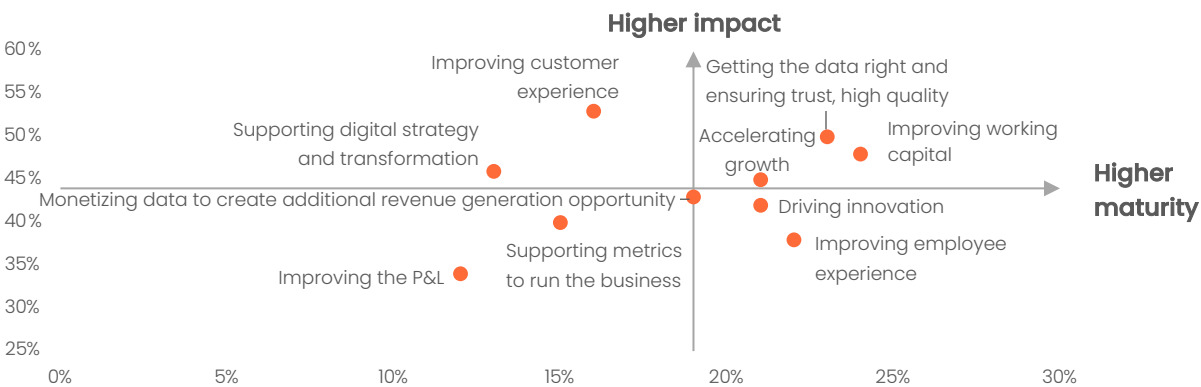 Higher impact
60%
55%
50%
45%
40%
35%
30%
25%
Improving customer
experience
Getting the data right and
ensuring trust, high quality
Supporting digital strategy
and transformation
Accelerating
growth
Improving working
capital
Higher
maturity
Monetizing data to create additional revenue generation opportunity
Driving innovation
Supporting metrics
to run the business
Improving employee
experience
Improving the P&L
0%
5%
10%
15%
20%
25%
30%